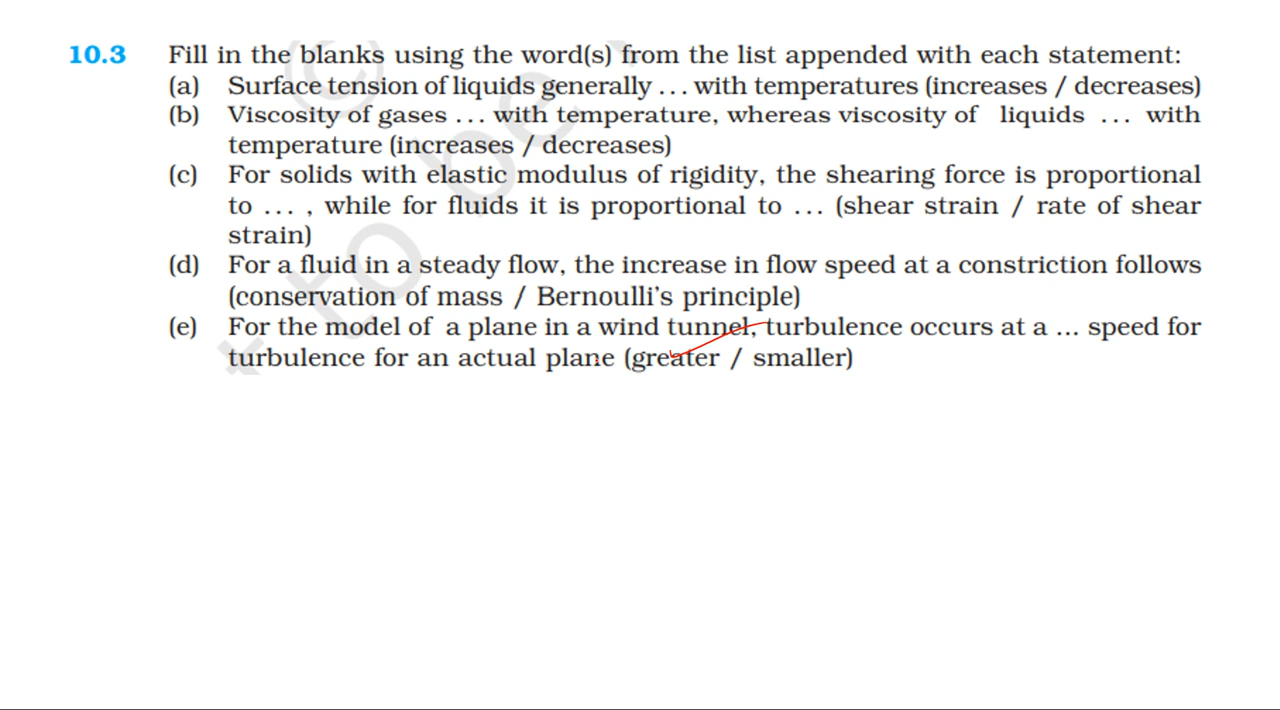 10.3 Fill in the blanks using the word(s) from the list appended with each statement:
(a) Surface tension of liquids generally ... with temperatures (increases / decreases)
(b) Viscosity of gases ... with temperature, whereas viscosity of liquids ... with
temperature (increases / decreases)
(c) For solids with elastic modulus of rigidity, the shearing force is proportional
to ... , while for fluids it is proportional to ... (shear strain / rate of shear
strain)
(d) For a fluid in a steady flow, the increase in flow speed at a constriction follows
(conservation of mass / Bernoulli's principle)
(e) For the model of a plane in a wind tunnel, turbulence occurs at a ... speed for
turbulence for an actual plane (greater / smaller)
© be
t to